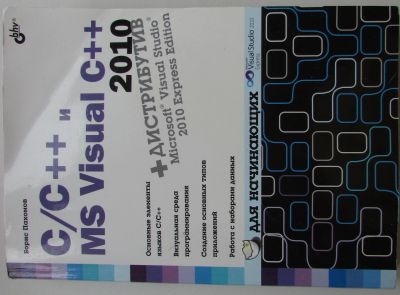 bhv®
Борис Пахомов
C/C++ и
MS Visual C++
2010
+ДИСТРИБУТИВ
Microsoft® Visual Studio®
2010 Express Edition
Основные элементы
языков C/C++
Визуальная среда
программирования
Создание основных типов
приложений
Работа с наборами данных
для начинающих
Visual Studio 2010
Express